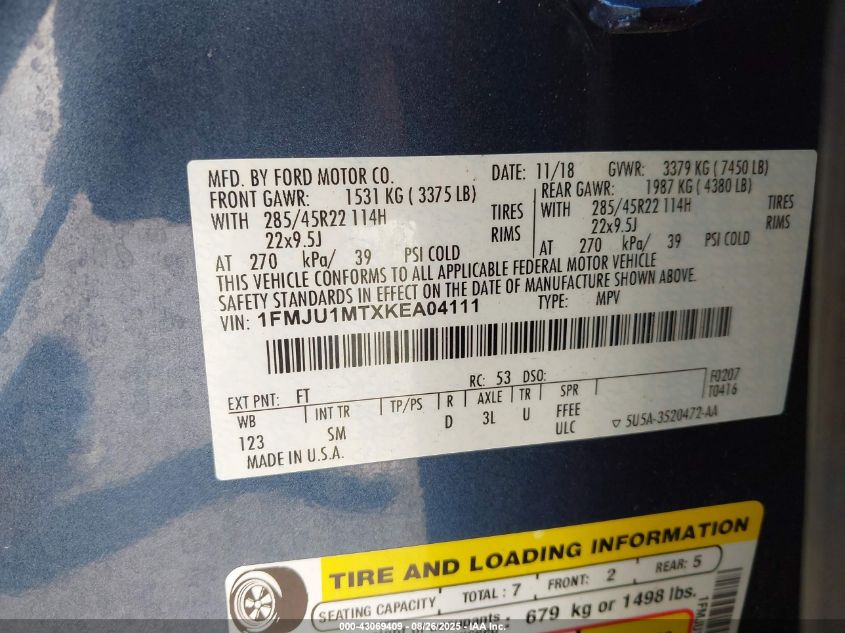 MFD. BY FORD MOTOR CO. DATE: 11/18 GVWR: 3379 KG ( 7450 LB)
FRONT GAWR: 1531 KG ( 3375 LB) REAR GAWR: 1987 KG ( 4380 LB)
WITH 285/45R22 114H TIRES WITH 285/45R22 114H TIRES
22x9.5J RIMS 22x9.5J RIMS
AT 270 kPa/ 39 PSI COLD AT 270 kPa/ 39 PSI COLD
THIS VEHICLE CONFORMS TO ALL APPLICABLE FEDERAL MOTOR VEHICLE
SAFETY STANDARDS IN EFFECT ON THE DATE OF MANUFACTURE SHOWN ABOVE.
VIN: 1FMJU1MTXKEA04111 TYPE: MPV
EXT PNT: FT RC: 53 DSO: F0207
WB INT TR TP/PS R AXLE TR SPR T0416
123 SM D 3L U FFEE
ULC ▽ 5U5A-3520472-AA
MADE IN U.S.A.
TIRE AND LOADING INFORMATION
SEATING CAPACITY TOTAL : 7 FRONT: 2 REAR: 5
679 kg or 1498 lbs.
000-43069409 - 08/26/2025 - IAA Inc.